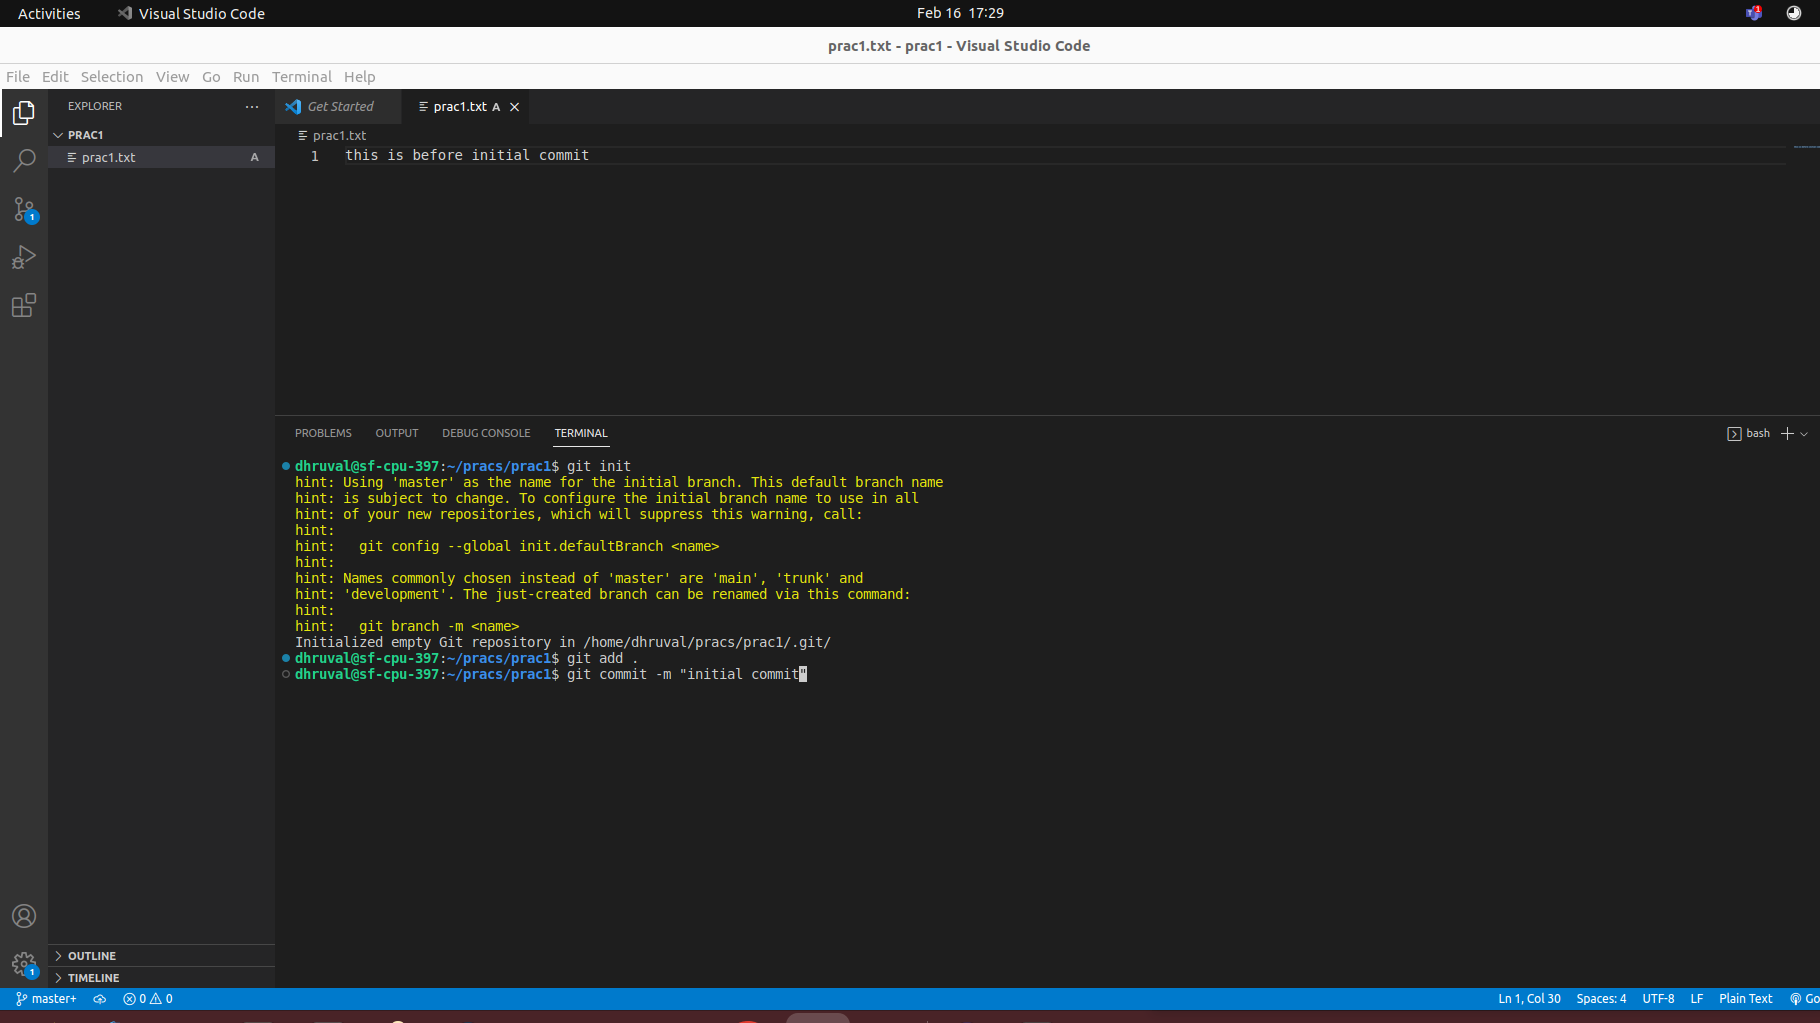 Activities
Visual Studio Code
Feb 16 17:29
1
prac1.txt - prac1 - Visual Studio Code
File Edit Selection View Go Run Terminal Help
EXPLORER
Get Started
prac1.txt A
PRAC1
prac1.txt
prac1.txt A
1 this is before initial commit
1
PROBLEMS OUTPUT DEBUG CONSOLE TERMINAL
bash
dhruval@sf-cpu-397:~/pracs/prac1$ git init
hint: Using 'master' as the name for the initial branch. This default branch name
hint: is subject to change. To configure the initial branch name to use in all
hint: of your new repositories, which will suppress this warning, call:
hint:
hint:   git config --global init.defaultBranch <name>
hint:
hint: Names commonly chosen instead of 'master' are 'main', 'trunk' and
hint: 'development'. The just-created branch can be renamed via this command:
hint:
hint:   git branch -m <name>
Initialized empty Git repository in /home/dhruval/pracs/prac1/.git/
dhruval@sf-cpu-397:~/pracs/prac1$ git add .
dhruval@sf-cpu-397:~/pracs/prac1$ git commit -m "initial commit"
OUTLINE
1
TIMELINE
master+ 0 0
Ln 1, Col 30 Spaces: 4 UTF-8 LF Plain Text Go